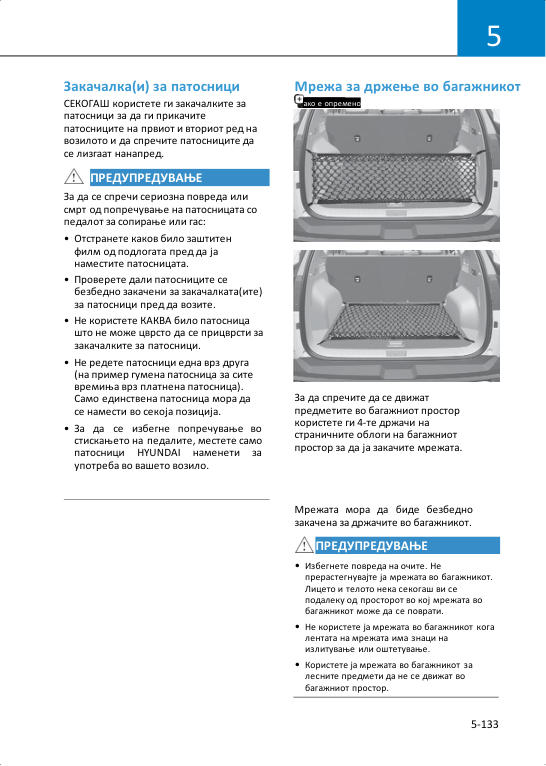 5
Закачалка(и) за патосници
СЕКОГАШ користете ги закачалките за
патосници за да ги прикачите
патосниците на првиот и вториот ред на
возилото и да спречите патосниците да
се лизгаат нанапред.
ПРЕДУПРЕДУВАЊЕ
За да се спречи сериозна повреда или
смрт од попречување на патосницата со
педалот за сопирање или гас:
• Отстранете каков било заштитен
филм од подлогата пред да ја
наместите патосницата.
• Проверете дали патосниците се
безбедно закачени за закачалката(ите)
за патосници пред да возите.
• Не користете КАКВА било патосница
што не може цврсто да се прицврсти за
закачалките за патосници.
• Не редете патосници една врз друга
(на пример гумена патосница за сите
времиња врз платнена патосница).
Само единствена патосница мора да
се намести во секоја позиција.
• За да се избегне попречување во
стискањето на педалите, местете само
патосници HYUNDAI наменети за
употреба во вашето возило.
Мрежа за држење во багажникот
ако е опремено
За да спречите да се движат
предметите во багажниот простор
користете ги 4-те држачи на
страничните облоги на багажниот
простор за да ја закачите мрежата.
Мрежата мора да биде безбедно
закачена за држачите во багажникот.
ПРЕДУПРЕДУВАЊЕ
• Избегнете повреда на очите. Не
прерастегнувајте ја мрежата во багажникот.
Лицето и телото нека секогаш ви се
подалеку од просторот во кој мрежата во
багажникот може да се поврати.
• Не користете ја мрежата во багажникот кога
лентата на мрежата има знаци на
излитување или оштетување.
• Користете ја мрежата во багажникот за
лесните предмети да не се движат во
багажниот простор.
5-133